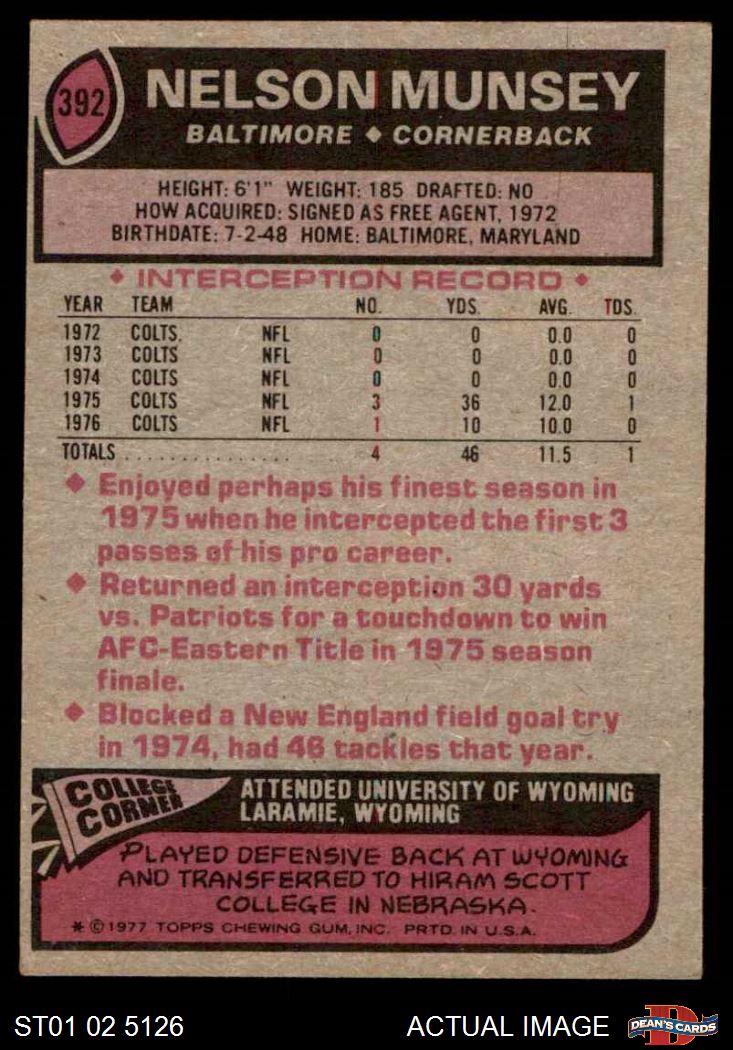 392
NELSON MUNSEY
BALTIMORE ♦ CORNERBACK
HEIGHT: 6'1" WEIGHT: 185 DRAFTED: NO
HOW ACQUIRED: SIGNED AS FREE AGENT, 1972
BIRTHDATE: 7-2-48 HOME: BALTIMORE, MARYLAND
♦ INTERCEPTION RECORD ♦
YEAR TEAM NO. YDS. AVG. TDS.
1972 COLTS. NFL 0 0 0.0 0
1973 COLTS NFL 0 0 0.0 0
1974 COLTS NFL 0 0 0.0 0
1975 COLTS NFL 3 36 12.0 1
1976 COLTS NFL 1 10 10.0 0
TOTALS . . . . . . . . . . . . . . . 4 46 11.5 1
♦ Enjoyed perhaps his finest season in
1975 when he intercepted the first 3
passes of his pro career.
♦ Returned an interception 30 yards
vs. Patriots for a touchdown to win
AFC-Eastern Title in 1975 season
finale.
♦ Blocked a New England field goal try
in 1974, had 46 tackles that year.
COLLEGE
CORNER
ATTENDED UNIVERSITY OF WYOMING
LARAMIE, WYOMING
PLAYED DEFENSIVE BACK AT WYOMING
AND TRANSFERRED TO HIRAM SCOTT
COLLEGE IN NEBRASKA.
* © 1977 TOPPS CHEWING GUM, INC. PRTD. IN U.S.A.
ST01 02 5126
ACTUAL IMAGE
D
DEAN'S CARDS